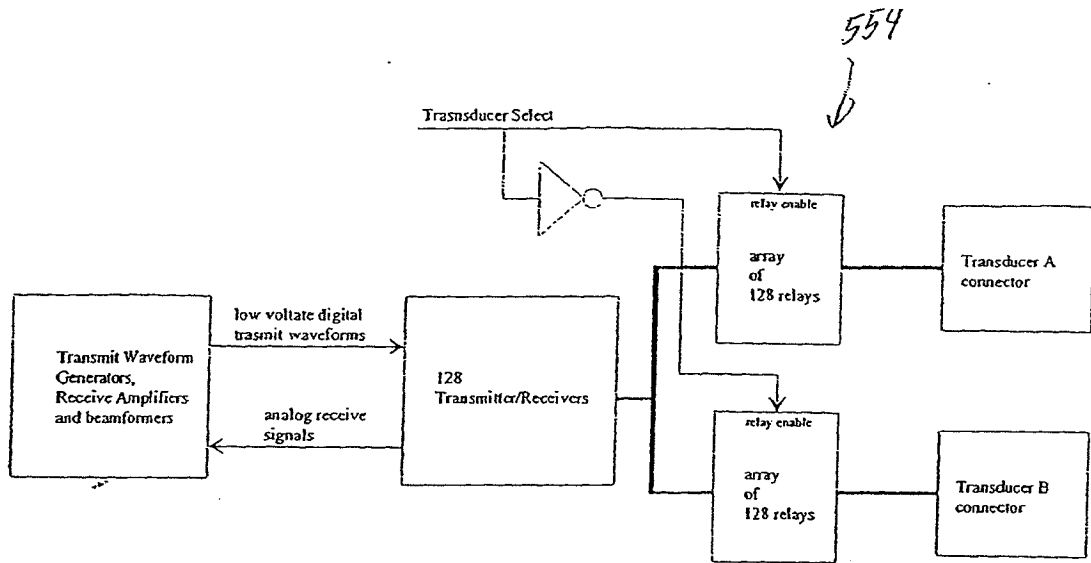 554
Trasnsducer Select
relay enable
array
of
128 relays
Transducer A
connector
low voltate digital
trasmit waveforms
Transmit Waveform
Generators,
Receive Amplifiers
and beamformers
128
Transmitter/Receivers
analog receive
signals
relay enable
array
of
128 relays
Transducer B
connector